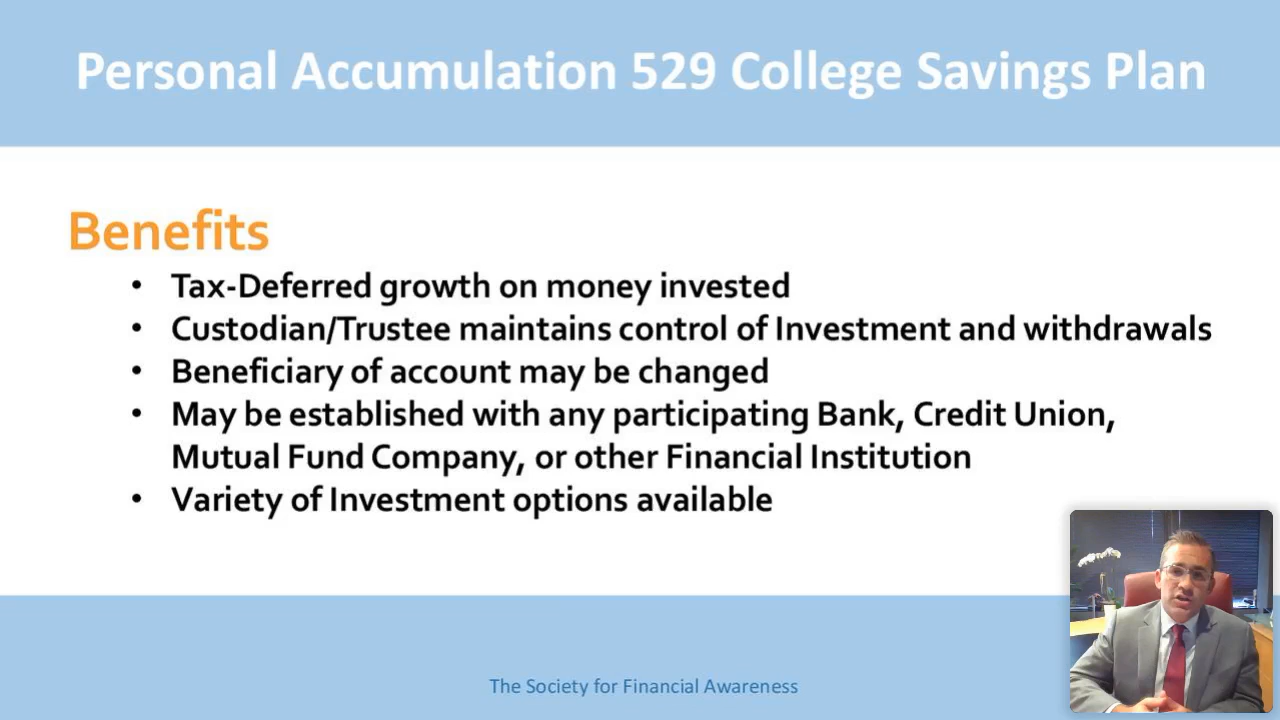 Personal Accumulation 529 College Savings Plan
Benefits
• Tax-Deferred growth on money invested
• Custodian/Trustee maintains control of Investment and withdrawals
• Beneficiary of account may be changed
• May be established with any participating Bank, Credit Union,
Mutual Fund Company, or other Financial Institution
• Variety of Investment options available
The Society for Financial Awareness